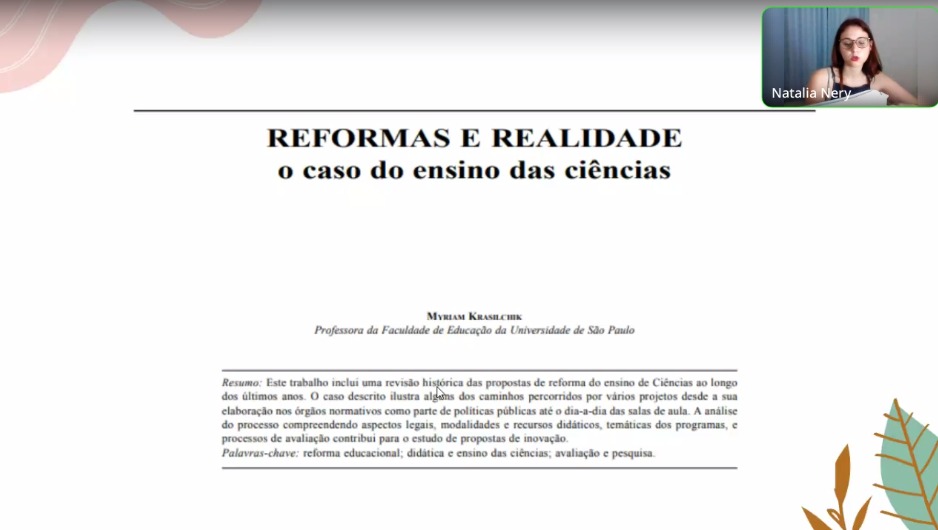 Natalia Nery
REFORMAS E REALIDADE
o caso do ensino das ciências
MYRIAM KRASILCHIK
Professora da Faculdade de Educação da Universidade de São Paulo
Resumo: Este trabalho inclui uma revisão histórica das propostas de reforma do ensino de Ciências ao longo
dos últimos anos. O caso descrito ilustra alguns dos caminhos percorridos por vários projetos desde a sua
elaboração nos órgãos normativos como parte de políticas públicas até o dia-a-dia das salas de aula. A análise
do processo compreendendo aspectos legais, modalidades e recursos didáticos, temáticas dos programas, e
processos de avaliação contribui para o estudo de propostas de inovação.
Palavras-chave: reforma educacional; didática e ensino das ciências; avaliação e pesquisa.